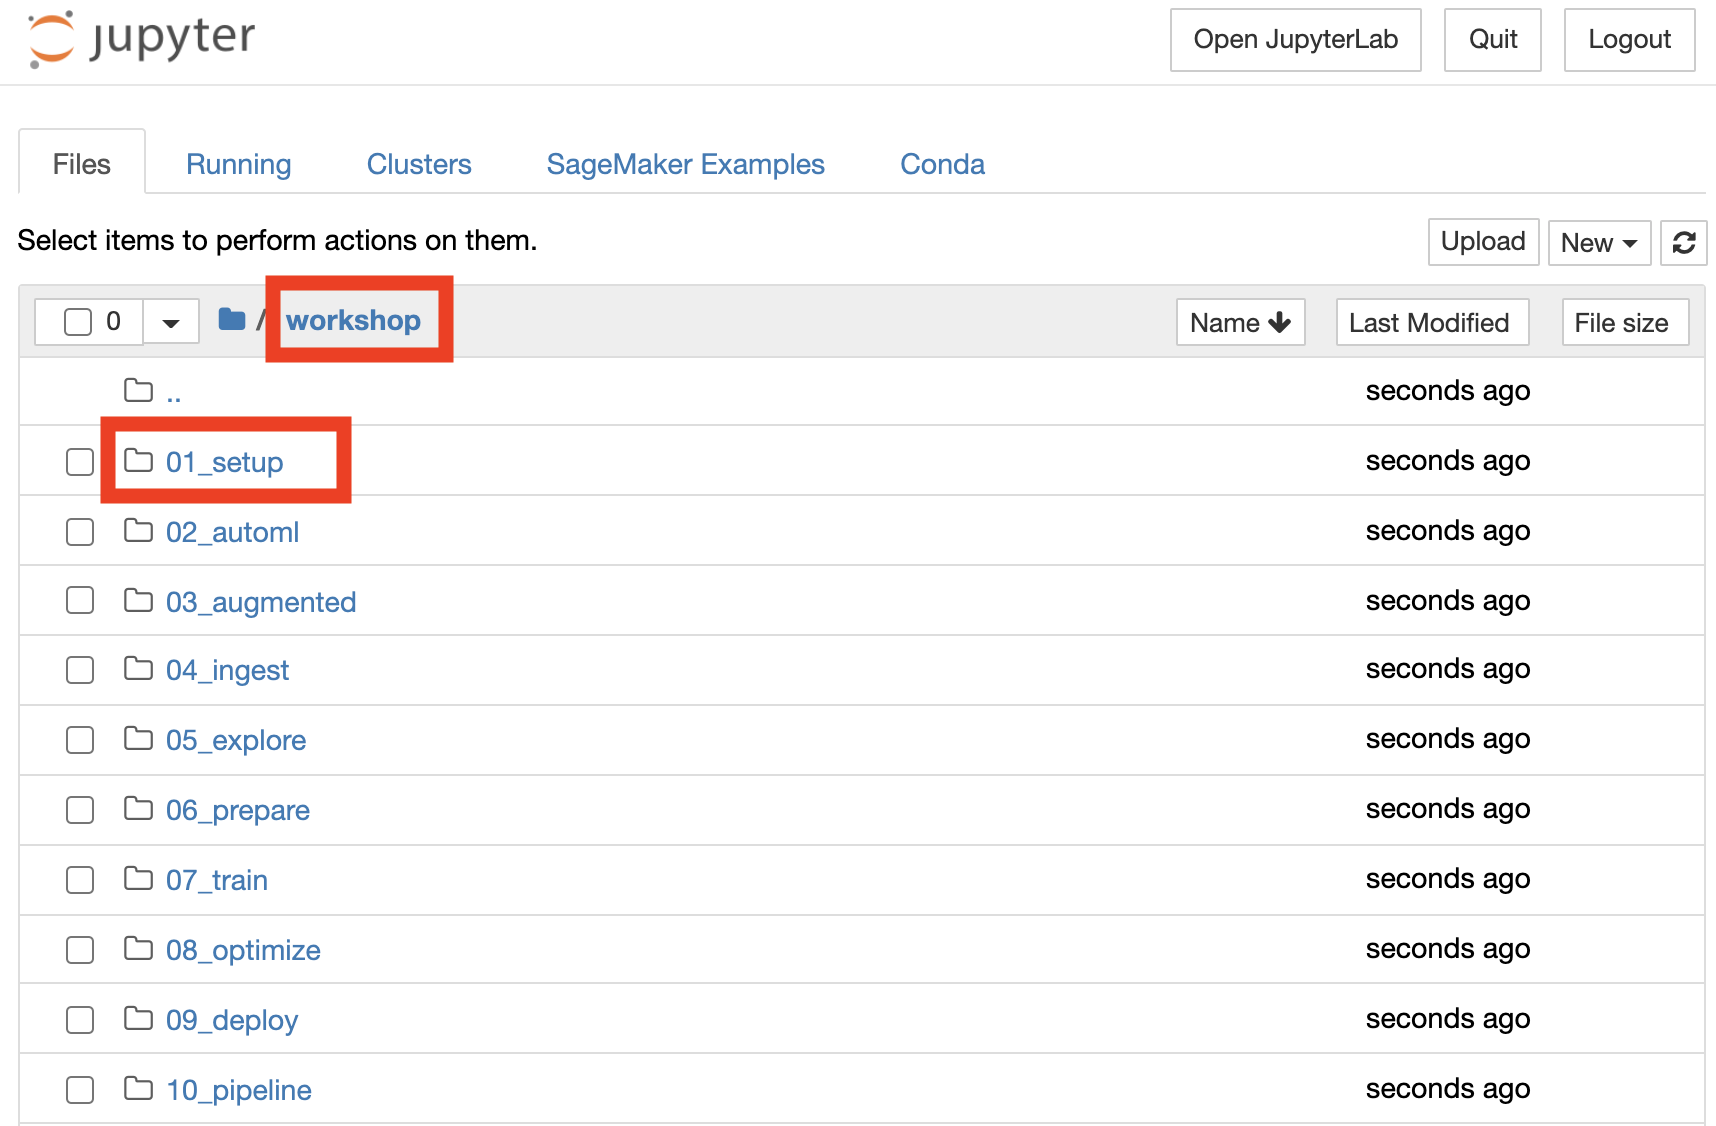 jupyter Open JupyterLab Quit Logout
Files Running Clusters SageMaker Examples Conda
Select items to perform actions on them. Upload New
0 / workshop Name Last Modified File size
.. seconds ago
01_setup seconds ago
02_automl seconds ago
03_augmented seconds ago
04_ingest seconds ago
05_explore seconds ago
06_prepare seconds ago
07_train seconds ago
08_optimize seconds ago
09_deploy seconds ago
10_pipeline seconds ago